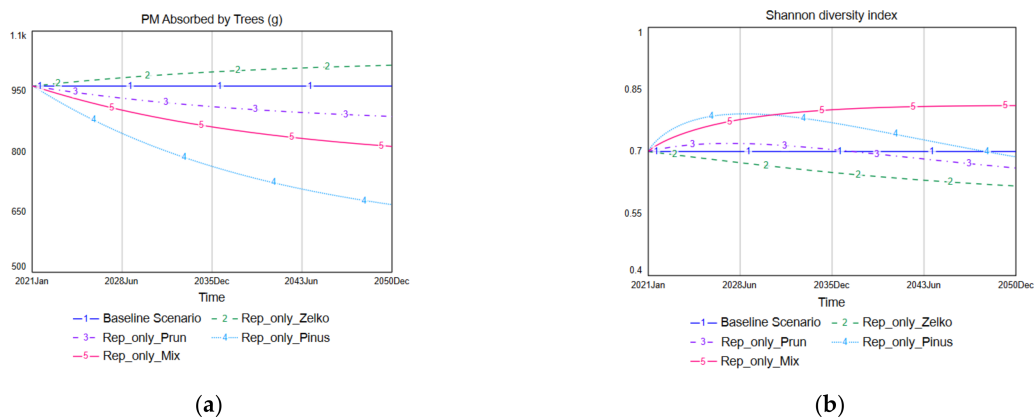 PM Absorbed by Trees (g)
1.1k
950
800
650
500
2021Jan 2028Jun 2035Dec 2043Jun 2050Dec
Time
1 Baseline Scenario 2 Rep_only_Zelko
3 Rep_only_Prun 4 Rep_only_Pinus
5 Rep_only_Mix
(a)
Shannon diversity index
1
0.85
0.7
0.55
0.4
2021Jan 2028Jun 2035Dec 2043Jun 2050Dec
Time
1 Baseline Scenario 2 Rep_only_Zelko
3 Rep_only_Prun 4 Rep_only_Pinus
5 Rep_only_Mix
(b)